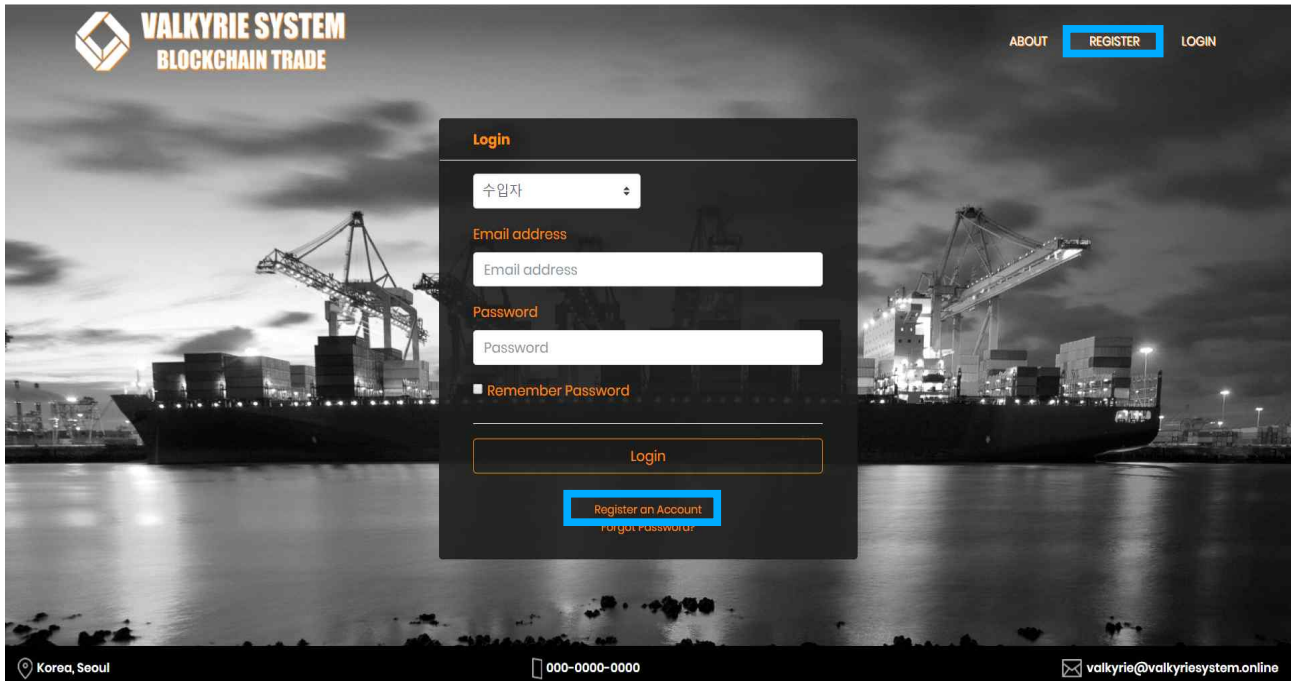 VALKYRIE SYSTEM
BLOCKCHAIN TRADE
ABOUT REGISTER LOGIN
Login
수입자
Email address
Email address
Password
Password
Remember Password
Login
Register an Account
Forgot Password?
Korea, Seoul
000-0000-0000
valkyrie@valkyriesystem.online